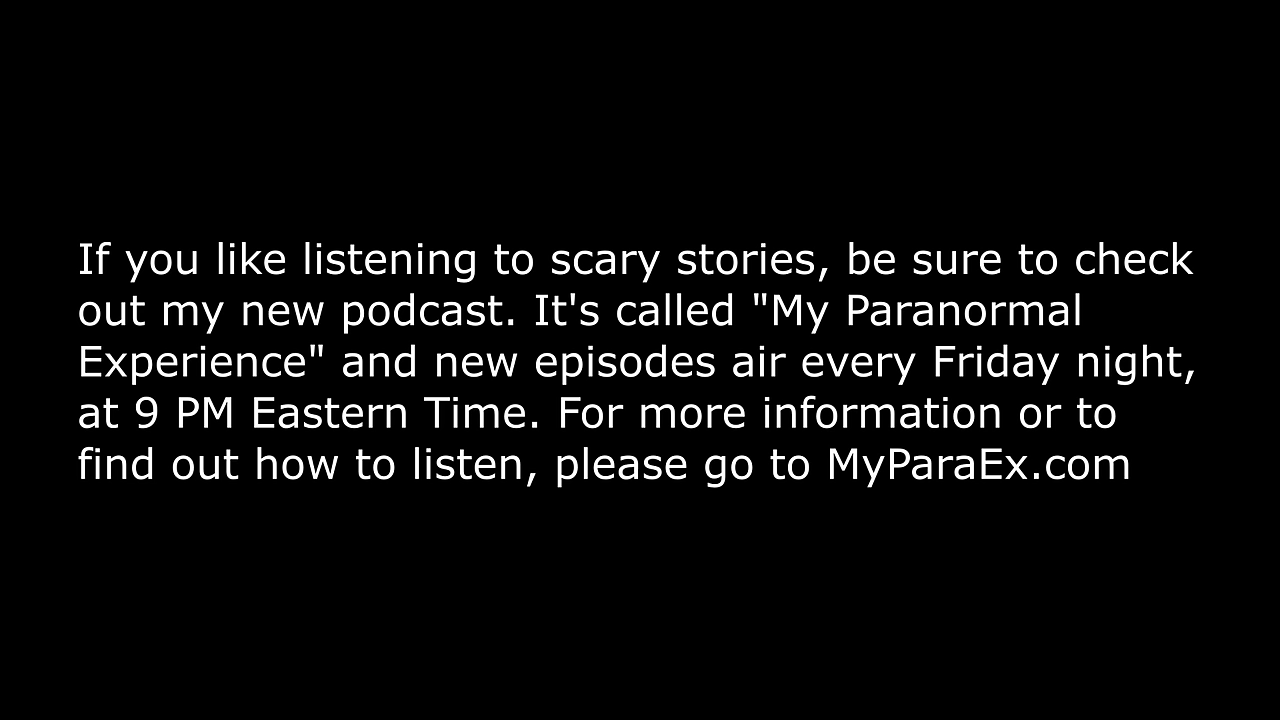 If you like listening to scary stories, be sure to check
out my new podcast. It's called "My Paranormal
Experience" and new episodes air every Friday night,
at 9 PM Eastern Time. For more information or to
find out how to listen, please go to MyParaEx.com